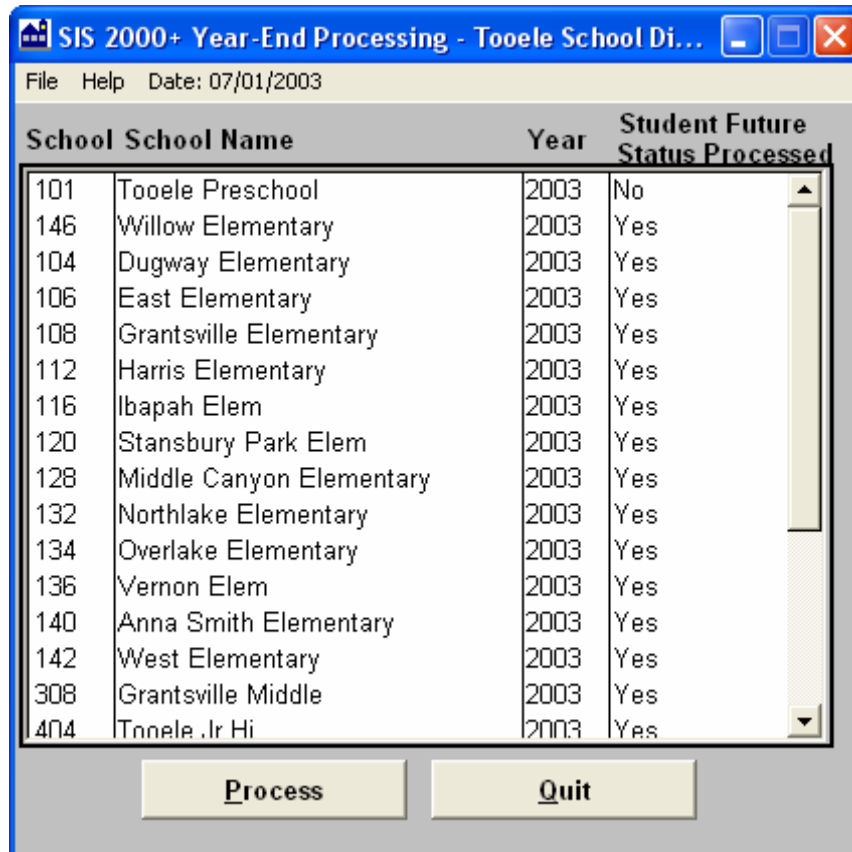 SIS 2000+ Year-End Processing - Tooele School Di...
File Help Date: 07/01/2003
School School Name Year Student Future Status Processed
101 Tooele Preschool 2003 No
146 Willow Elementary 2003 Yes
104 Dugway Elementary 2003 Yes
106 East Elementary 2003 Yes
108 Grantsville Elementary 2003 Yes
112 Harris Elementary 2003 Yes
116 Ibapah Elem 2003 Yes
120 Stansbury Park Elem 2003 Yes
128 Middle Canyon Elementary 2003 Yes
132 Northlake Elementary 2003 Yes
134 Overlake Elementary 2003 Yes
136 Vernon Elem 2003 Yes
140 Anna Smith Elementary 2003 Yes
142 West Elementary 2003 Yes
308 Grantsville Middle 2003 Yes
404 Tooele Jr Hi 2003 Yes
Process Quit